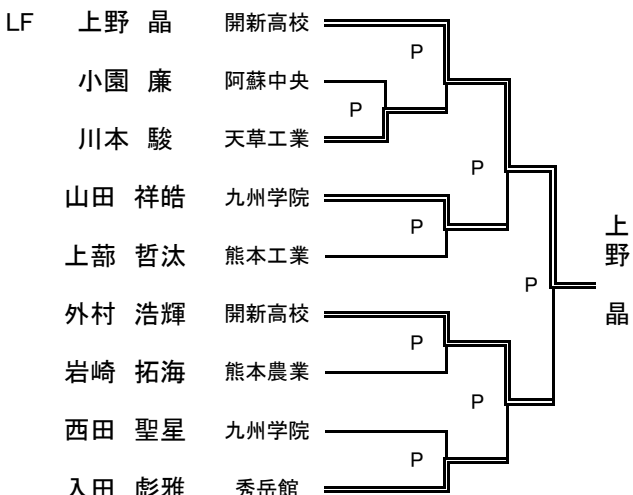 LF 上野 晶 開新高校
P
小園 廉 阿蘇中央
P
川本 駿 天草工業
P
山田 祥皓 九州学院
P
上蔀 哲汰 熊本工業
上野 晶
P
外村 浩輝 開新高校
P
岩崎 拓海 熊本農業
P
西田 聖星 九州学院
P
入田 彪雅 秀岳館